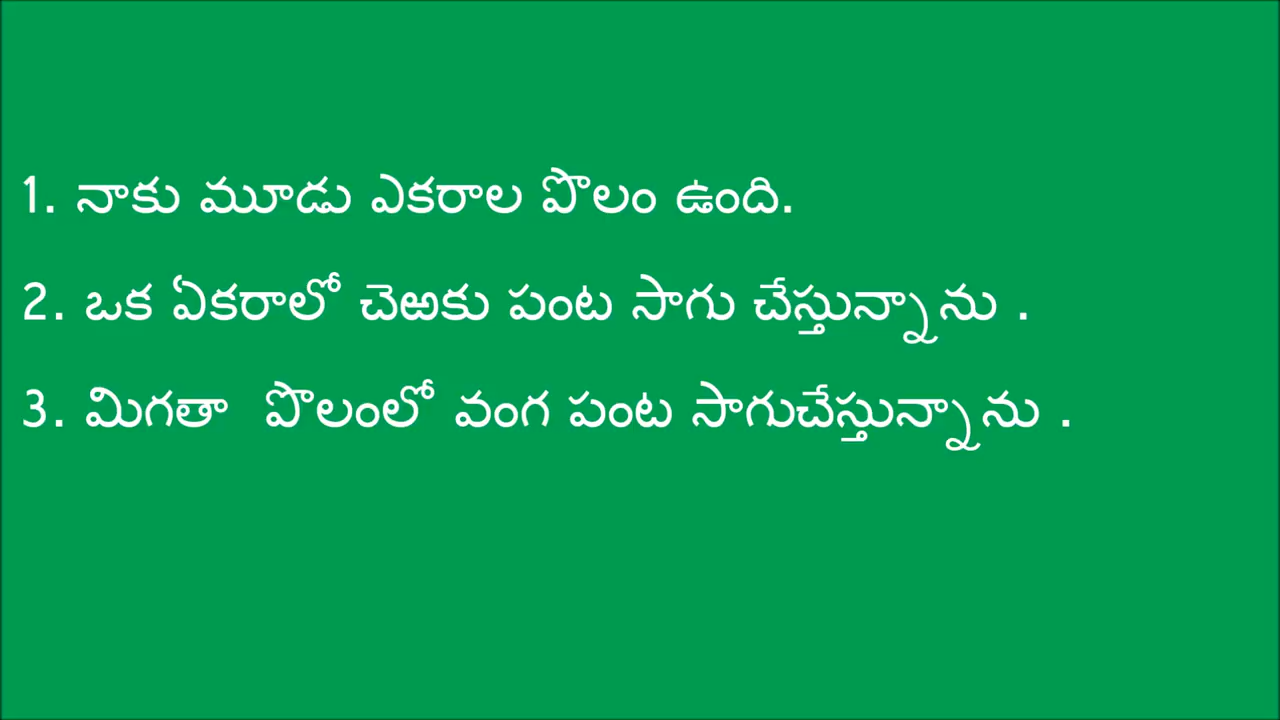 1. నాకు మూడు ఎకరాల పొలం ఉంది.
2. ఒక ఏకరాలో చెఱకు పంట సాగు చేస్తున్నాను .
3. మిగతా పొలంలో వంగ పంట సాగుచేస్తున్నాను .